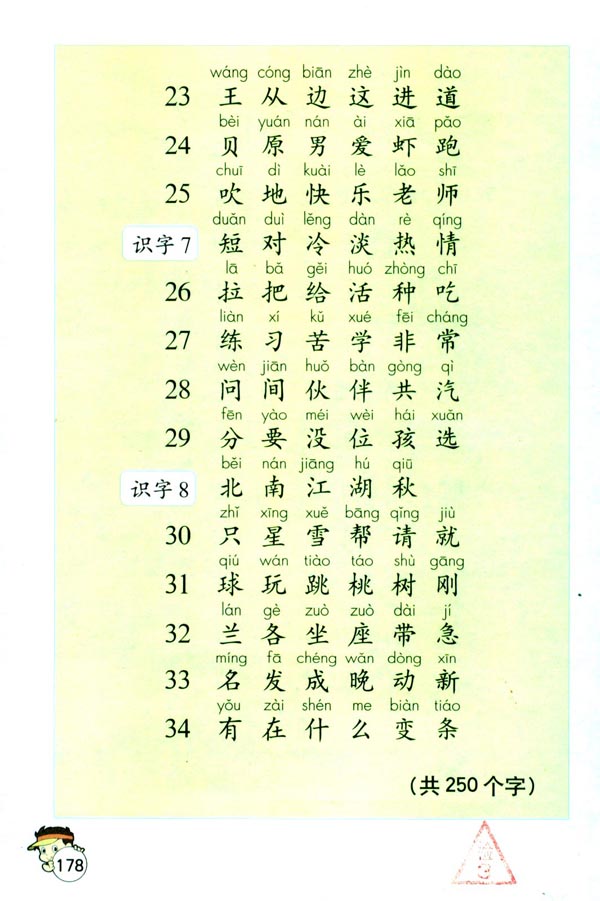 wáng cóng biān zhè jìn dào
23 王 从 边 这 进 道
bèi yuán nán ài xiā pǎo
24 贝 原 男 爱 虾 跑
chuī dì kuài lè lǎo shī
25 吹 地 快 乐 老 师
duǎn duì lěng dàn rè qíng
识字 7 短 对 冷 淡 热 情
lā bǎ gěi huó zhòng chī
26 拉 把 给 活 种 吃
liàn xí kǔ xué fēi cháng
27 练 习 苦 学 非 常
wèn jiān huǒ bàn gòng qì
28 问 间 伙 伴 共 汽
fēn yào méi wèi hái xuǎn
29 分 要 没 位 孩 选
běi nán jiāng hú qiū
识字 8 北 南 江 湖 秋
zhǐ xīng xuě bāng qǐng jiù
30 只 星 雪 帮 请 就
qiú wán tiào táo shù gāng
31 球 玩 跳 桃 树 刚
lán gè zuò zuò dài jí
32 兰 各 坐 座 带 急
míng fā chéng wǎn dòng xīn
33 名 发 成 晚 动 新
yǒu zài shén me biàn tiáo
34 有 在 什 么 变 条
（共 250 个字）
178